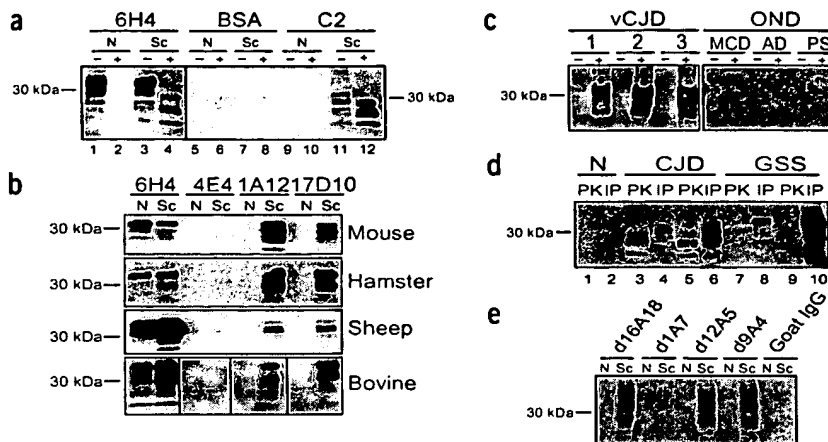 a
6H4 BSA C2
N Sc N Sc N Sc
− + − + − + − + − + − +
30 kDa
30 kDa
1 2 3 4 5 6 7 8 9 10 11 12
b
6H4 4E4 1A12 17D10
N Sc N Sc N Sc N Sc
30 kDa Mouse
30 kDa Hamster
30 kDa Sheep
30 kDa Bovine
c
vCJD OND
1 2 3 MCD AD PS
− + − + − + − + − + − +
30 kDa
d
N CJD GSS
PK IP PK IP PK IP PK IP PK IP
30 kDa
1 2 3 4 5 6 7 8 9 10
e
d16A18 d1A7 d12A5 d9A4 Goat IgG
N Sc N Sc N Sc N Sc N Sc
30 kDa